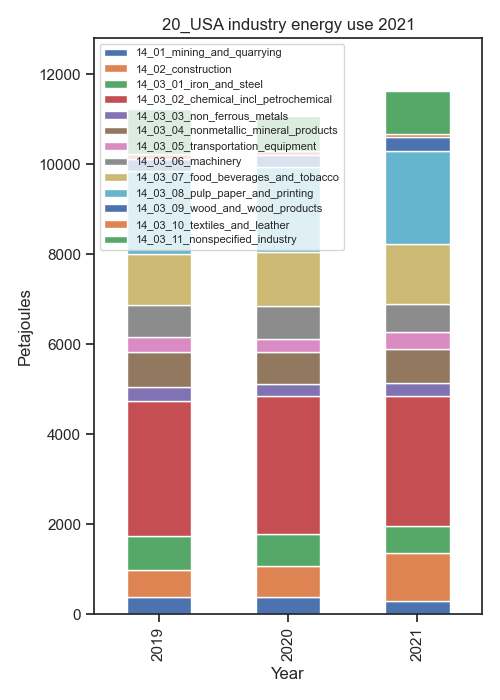 20_USA industry energy use 2021
14_01_mining_and_quarrying
14_02_construction
14_03_01_iron_and_steel
14_03_02_chemical_incl_petrochemical
14_03_03_non_ferrous_metals
14_03_04_nonmetallic_mineral_products
14_03_05_transportation_equipment
14_03_06_machinery
14_03_07_food_beverages_and_tobacco
14_03_08_pulp_paper_and_printing
14_03_09_wood_and_wood_products
14_03_10_textiles_and_leather
14_03_11_nonspecified_industry
12000
10000
8000
6000
4000
2000
0
Petajoules
2019
2020
2021
Year